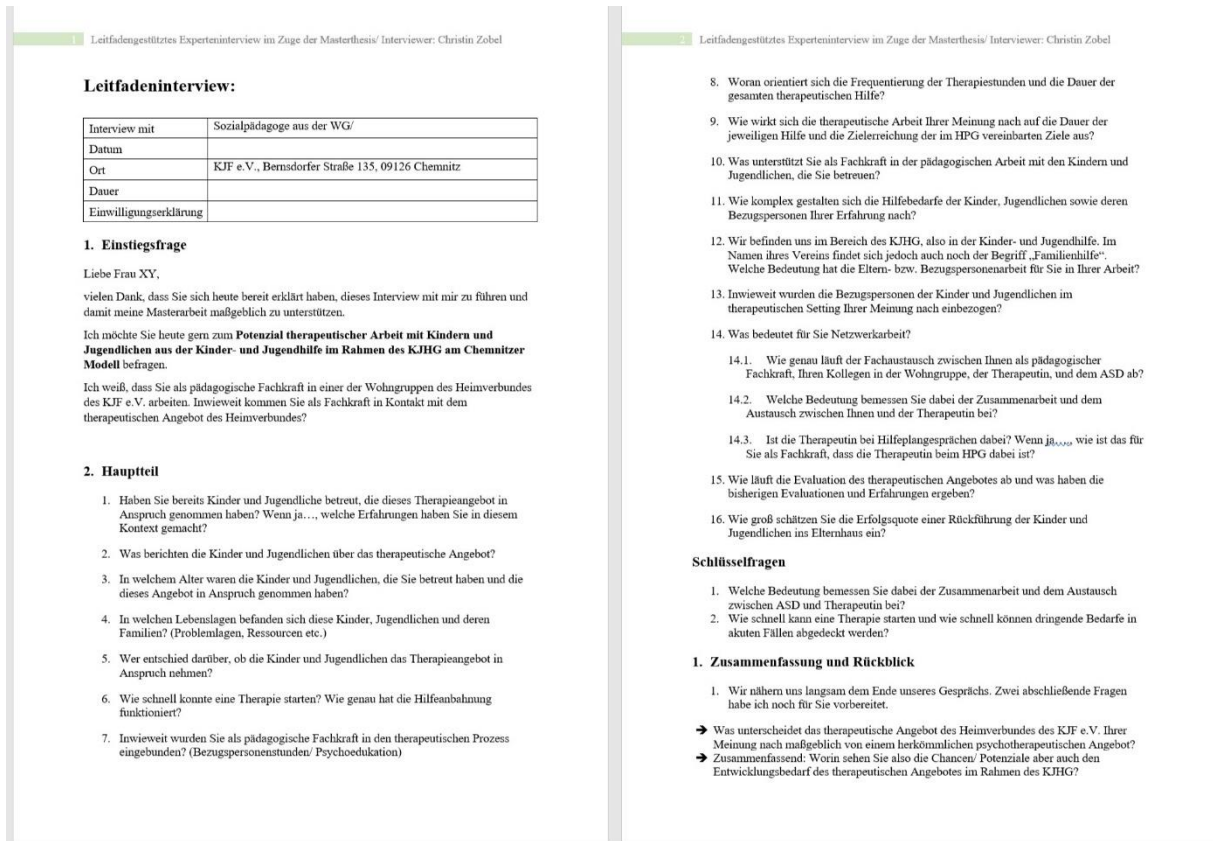 1 Leitfadengestütztes Experteninterview im Zuge der Masterthesis/ Interviewer: Christin Zobel
Leitfadeninterview:
Interview mit Sozialpädagoge aus der WG/
Datum
Ort KJF e.V., Bernsdorfer Straße 135, 09126 Chemnitz
Dauer
Einwilligungserklärung
1. Einstiegsfrage
Liebe Frau XY,
vielen Dank, dass Sie sich heute bereit erklärt haben, dieses Interview mit mir zu führen und
damit meine Masterarbeit maßgeblich zu unterstützen.
Ich möchte Sie heute gern zum Potenzial therapeutischer Arbeit mit Kindern und
Jugendlichen aus der Kinder- und Jugendhilfe im Rahmen des KJHG am Chemnitzer
Modell befragen.
Ich weiß, dass Sie als pädagogische Fachkraft in einer der Wohngruppen des Heimverbundes
des KJF e.V. arbeiten. Inwieweit kommen Sie als Fachkraft in Kontakt mit dem
therapeutischen Angebot des Heimverbundes?
2. Hauptteil
1. Haben Sie bereits Kinder und Jugendliche betreut, die dieses Therapieangebot in
Anspruch genommen haben? Wenn ja…, welche Erfahrungen haben Sie in diesem
Kontext gemacht?
2. Was berichten die Kinder und Jugendlichen über das therapeutische Angebot?
3. In welchem Alter waren die Kinder und Jugendlichen, die Sie betreut haben und die
dieses Angebot in Anspruch genommen haben?
4. In welchen Lebenslagen befanden sich diese Kinder, Jugendlichen und deren
Familien? (Problemlagen, Ressourcen etc.)
5. Wer entschied darüber, ob die Kinder und Jugendlichen das Therapieangebot in
Anspruch nehmen?
6. Wie schnell konnte eine Therapie starten? Wie genau hat die Hilfeanbahnung
funktioniert?
7. Inwieweit wurden Sie als pädagogische Fachkraft in den therapeutischen Prozess
eingebunden? (Bezugspersonenstunden/ Psychoedukation)
2 Leitfadengestütztes Experteninterview im Zuge der Masterthesis/ Interviewer: Christin Zobel
8. Woran orientiert sich die Frequentierung der Therapiestunden und die Dauer der
gesamten therapeutischen Hilfe?
9. Wie wirkt sich die therapeutische Arbeit Ihrer Meinung nach auf die Dauer der
jeweiligen Hilfe und die Zielerreichung der im HPG vereinbarten Ziele aus?
10. Was unterstützt Sie als Fachkraft in der pädagogischen Arbeit mit den Kindern und
Jugendlichen, die Sie betreuen?
11. Wie komplex gestalten sich die Hilfebedarfe der Kinder, Jugendlichen sowie deren
Bezugspersonen Ihrer Erfahrung nach?
12. Wir befinden uns im Bereich des KJHG, also in der Kinder- und Jugendhilfe. Im
Namen ihres Vereins findet sich jedoch auch noch der Begriff „Familienhilfe“.
Welche Bedeutung hat die Eltern- bzw. Bezugspersonenarbeit für Sie in Ihrer Arbeit?
13. Inwieweit wurden die Bezugspersonen der Kinder und Jugendlichen im
therapeutischen Setting Ihrer Meinung nach einbezogen?
14. Was bedeutet für Sie Netzwerkarbeit?
14.1. Wie genau läuft der Fachaustausch zwischen Ihnen als pädagogischer
Fachkraft, Ihren Kollegen in der Wohngruppe, der Therapeutin, und dem ASD ab?
14.2. Welche Bedeutung bemessen Sie dabei der Zusammenarbeit und dem
Austausch zwischen Ihnen und der Therapeutin bei?
14.3. Ist die Therapeutin bei Hilfeplangesprächen dabei? Wenn ja…., wie ist das für
Sie als Fachkraft, dass die Therapeutin beim HPG dabei ist?
15. Wie läuft die Evaluation des therapeutischen Angebotes ab und was haben die
bisherigen Evaluationen und Erfahrungen ergeben?
16. Wie groß schätzen Sie die Erfolgsquote einer Rückführung der Kinder und
Jugendlichen ins Elternhaus ein?
Schlüsselfragen
1. Welche Bedeutung bemessen Sie dabei der Zusammenarbeit und dem Austausch
zwischen ASD und Therapeutin bei?
2. Wie schnell kann eine Therapie starten und wie schnell können dringende Bedarfe in
akuten Fällen abgedeckt werden?
1. Zusammenfassung und Rückblick
1. Wir nähern uns langsam dem Ende unseres Gesprächs. Zwei abschließende Fragen
habe ich noch für Sie vorbereitet.
➔ Was unterscheidet das therapeutische Angebot des Heimverbundes des KJF e.V. Ihrer
Meinung nach maßgeblich von einem herkömmlichen psychotherapeutischen Angebot?
➔ Zusammenfassend: Worin sehen Sie also die Chancen/ Potenziale aber auch den
Entwicklungsbedarf des therapeutischen Angebotes im Rahmen des KJHG?